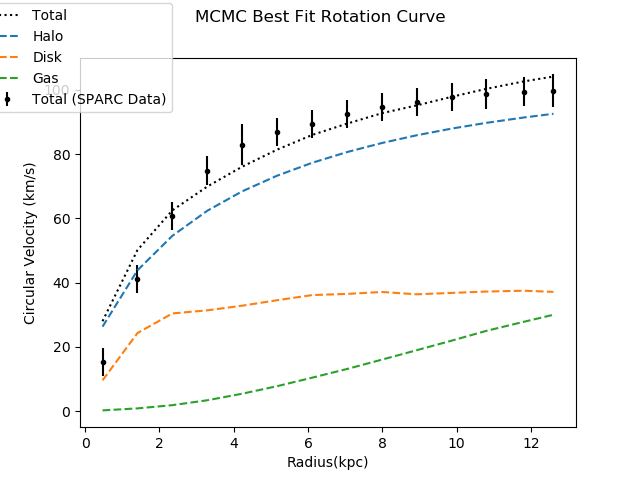 MCMC Best Fit Rotation Curve
Total
Halo
Disk
Gas
Total (SPARC Data)
Circular Velocity (km/s)
100
80
60
40
20
0
0 2 4 6 8 10 12
Radius(kpc)